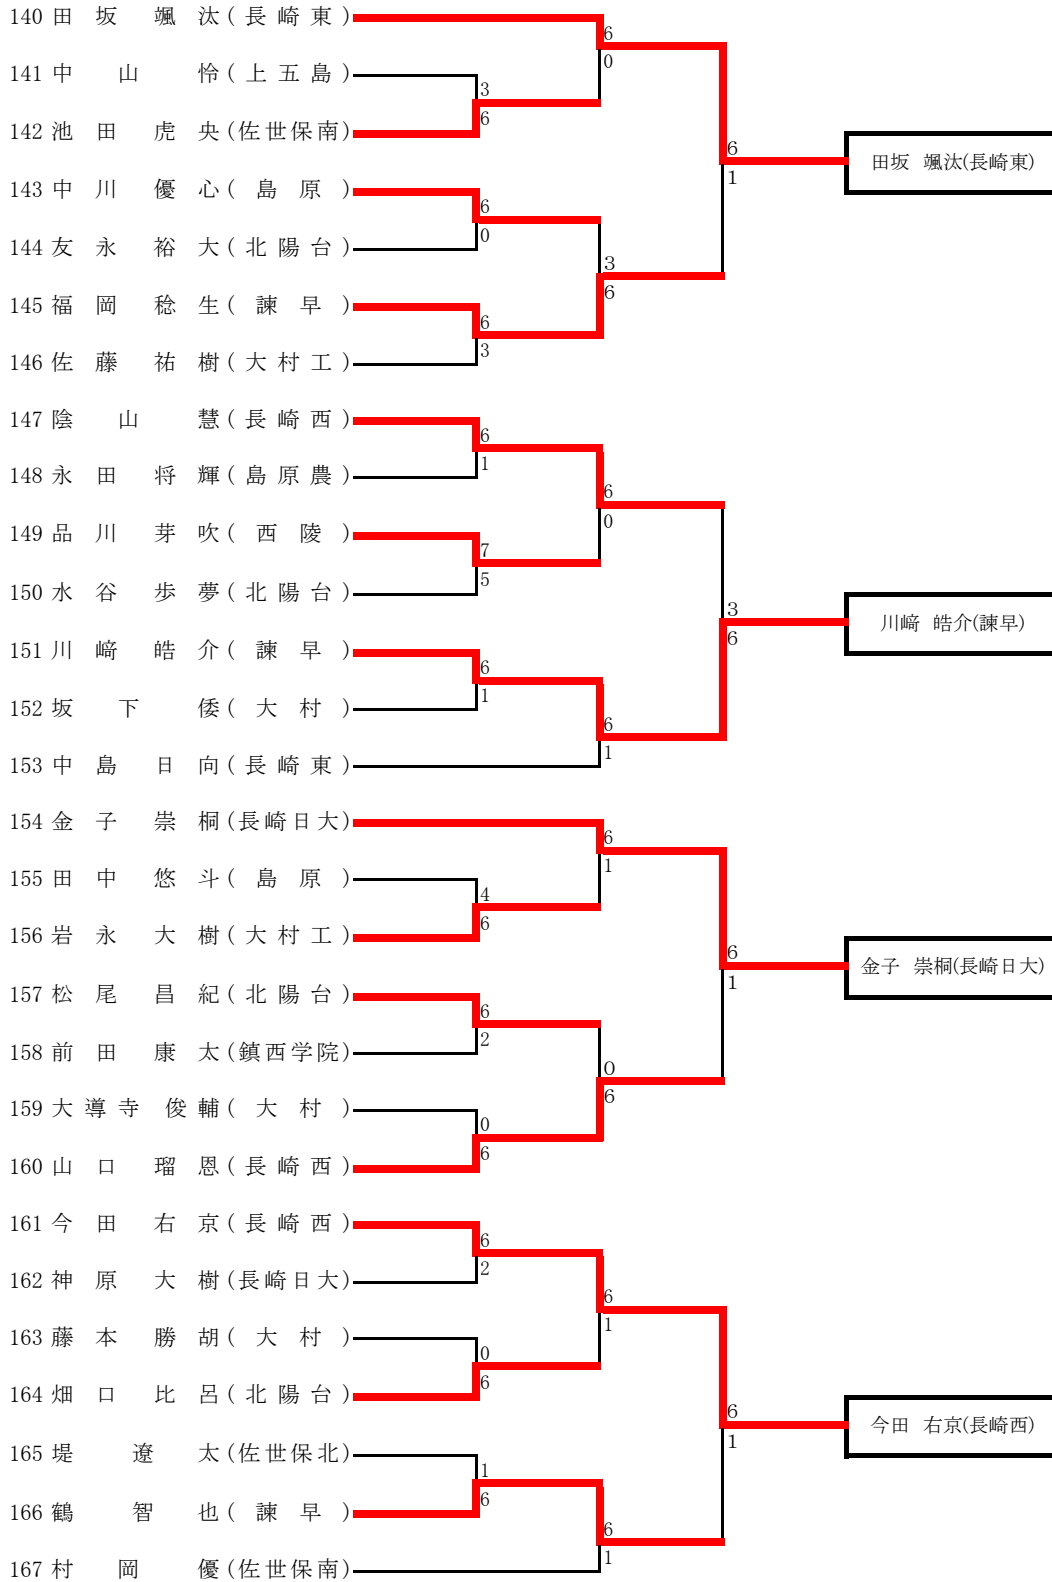 140 田坂 颯汰(長崎東)
6
0
141 中山 怜(上五島)
3
6
142 池田 虎央(佐世保南)
6
1
田坂 颯汰(長崎東)
143 中川 優心(島原)
6
0
144 友永 裕大(北陽台)
3
6
145 福岡 稔生(諫早)
6
3
146 佐藤 祐樹(大村工)
147 陰山 慧(長崎西)
6
1
148 永田 将輝(島原農)
6
0
149 品川 芽吹(西陵)
7
5
150 水谷 歩夢(北陽台)
3
6
川﨑 皓介(諫早)
151 川﨑 皓介(諫早)
6
1
152 坂下 倭(大村)
6
1
153 中島 日向(長崎東)
154 金子 崇桐(長崎日大)
6
1
155 田中 悠斗(島原)
4
6
156 岩永 大樹(大村工)
6
1
金子 崇桐(長崎日大)
157 松尾 昌紀(北陽台)
6
2
158 前田 康太(鎮西学院)
0
6
159 大導寺 俊輔(大村)
0
6
160 山口 瑠恩(長崎西)
161 今田 右京(長崎西)
6
2
162 神原 大樹(長崎日大)
6
1
163 藤本 勝胡(大村)
0
6
164 畑口 比呂(北陽台)
6
1
今田 右京(長崎西)
165 堤 遼太(佐世保北)
1
6
166 鶴 智也(諫早)
6
1
167 村岡 優(佐世保南)